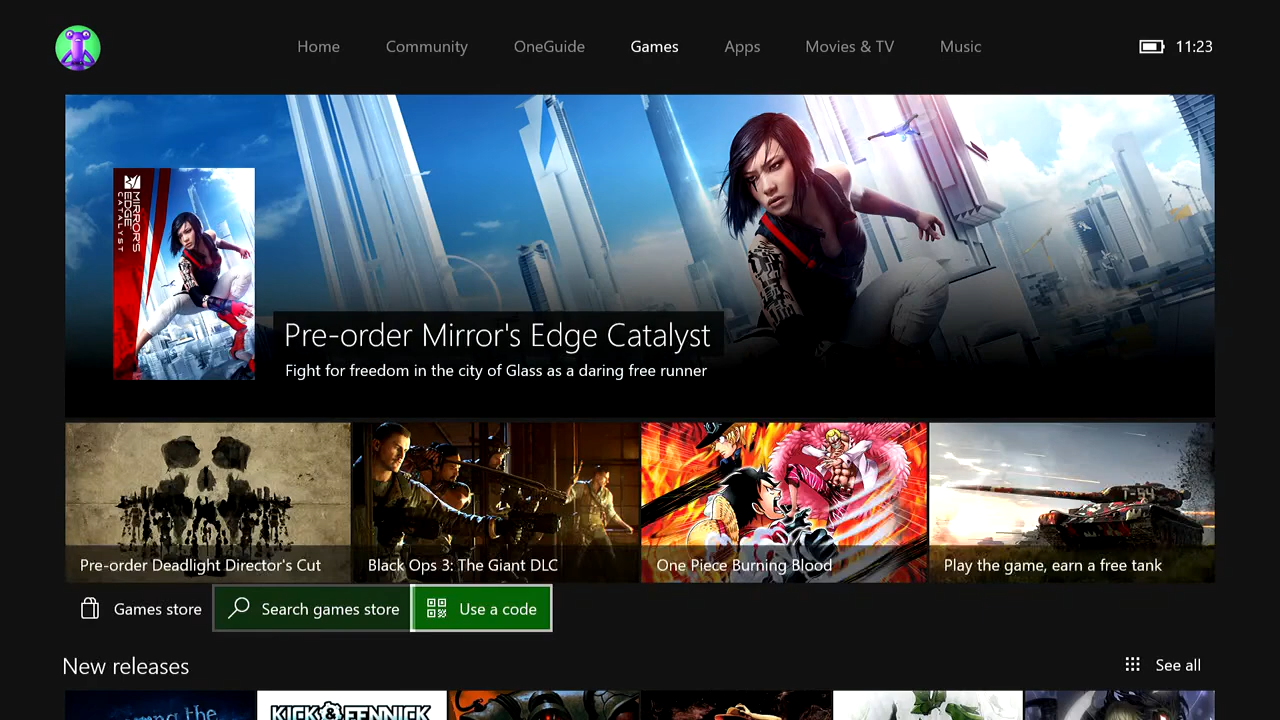 Home Community OneGuide Games Apps Movies & TV Music 11:23
MIRROR'S
EDGE
CATALYST
Pre-order Mirror's Edge Catalyst
Fight for freedom in the city of Glass as a daring free runner
Pre-order Deadlight Director's Cut
Black Ops 3: The Giant DLC
One Piece Burning Blood
Play the game, earn a free tank
Games store Search games store Use a code
New releases
See all
among the
KICK & FENNICK